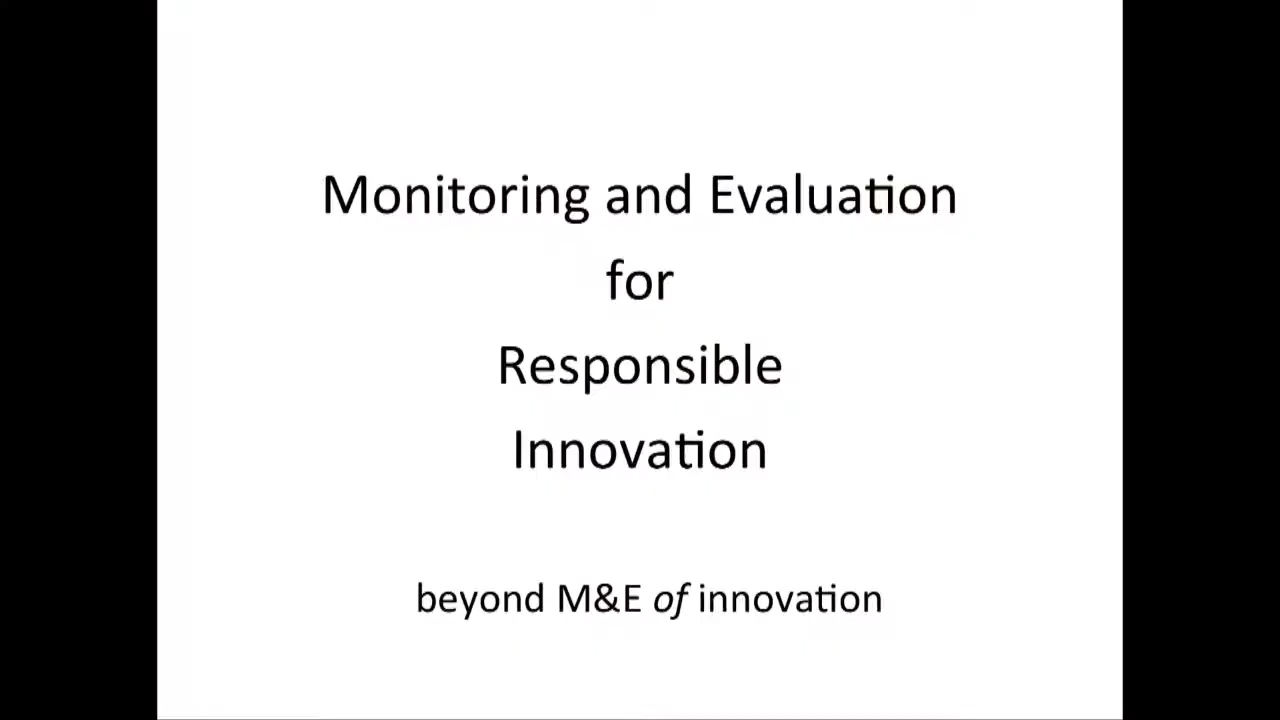 Monitoring and Evaluation
for
Responsible
Innovation
beyond M&E of innovation